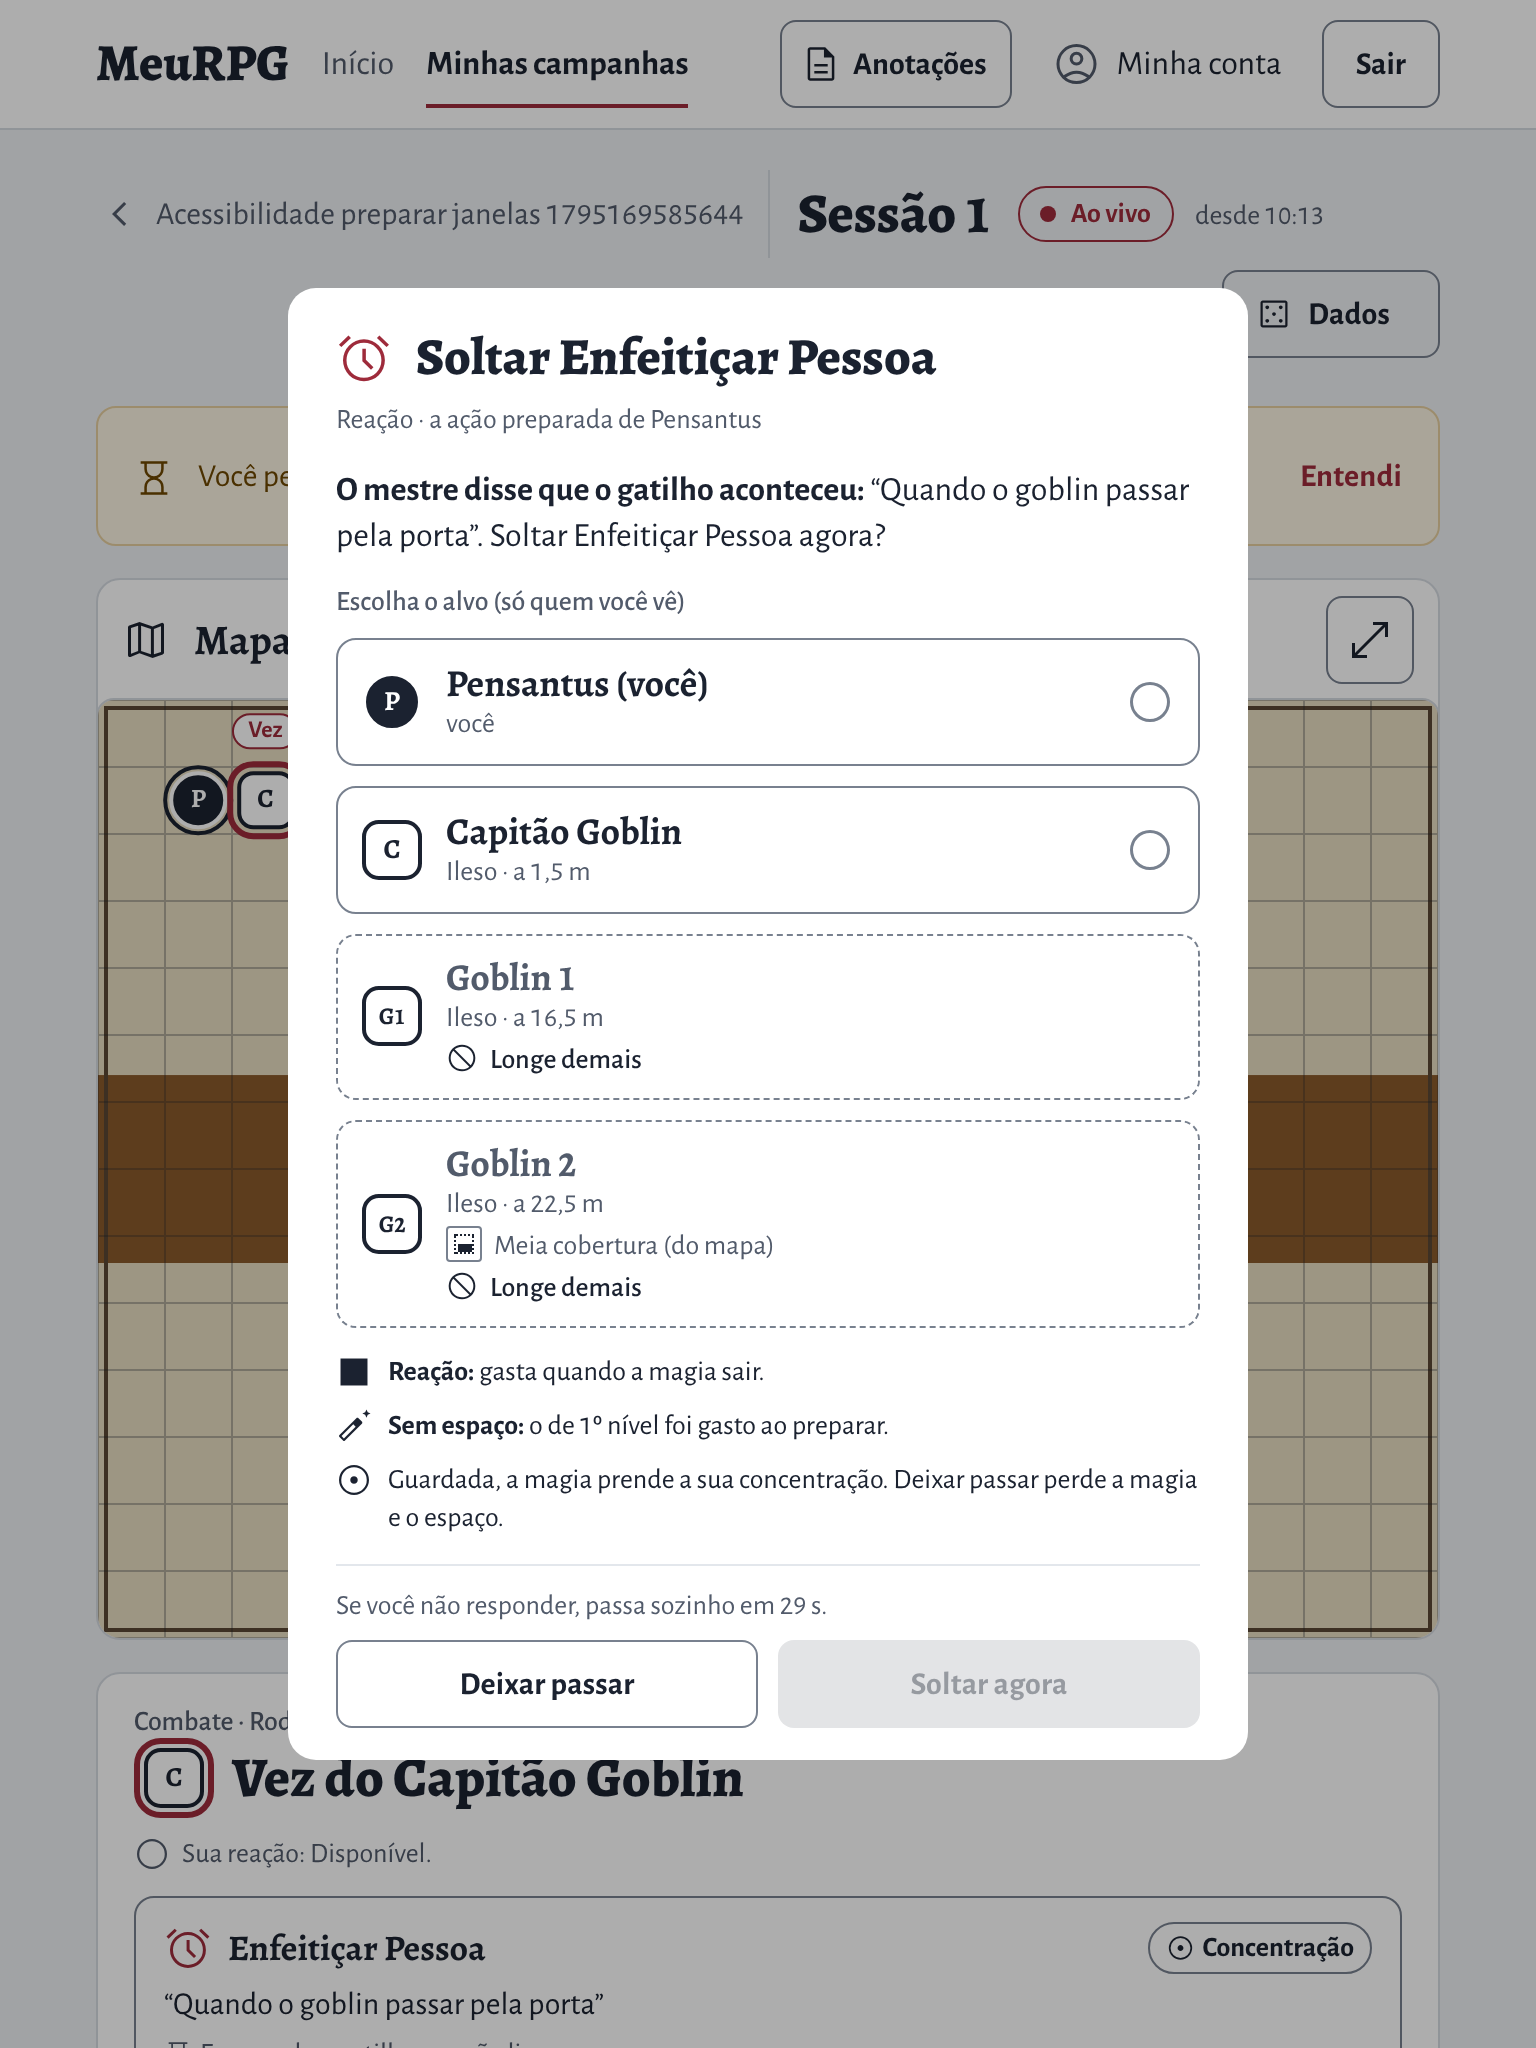 MeuRPG
Início
Minhas campanhas
Anotações
Minha conta
Sair
Acessibilidade preparar janelas 1795169585644
Sessão 1
Ao vivo
desde 10:13
Dados
Você
Entendi
Mapa
Vez
P
C
Soltar Enfeitiçar Pessoa
Reação · a ação preparada de Pensantus
O mestre disse que o gatilho aconteceu: “Quando o goblin passar
pela porta”. Soltar Enfeitiçar Pessoa agora?
Escolha o alvo (só quem você vê)
P
Pensantus (você)
você
C
Capitão Goblin
Ileso · a 1,5 m
G1
Goblin 1
Ileso · a 16,5 m
Longe demais
G2
Goblin 2
Ileso · a 22,5 m
Meia cobertura (do mapa)
Longe demais
Reação: gasta quando a magia sair.
Sem espaço: o de 1º nível foi gasto ao preparar.
Guardada, a magia prende a sua concentração. Deixar passar perde a magia
e o espaço.
Se você não responder, passa sozinho em 29 s.
Deixar passar
Soltar agora
Combate ·
C
Vez do Capitão Goblin
Sua reação: Disponível.
Enfeitiçar Pessoa
Concentração
“Quando o goblin passar pela porta”